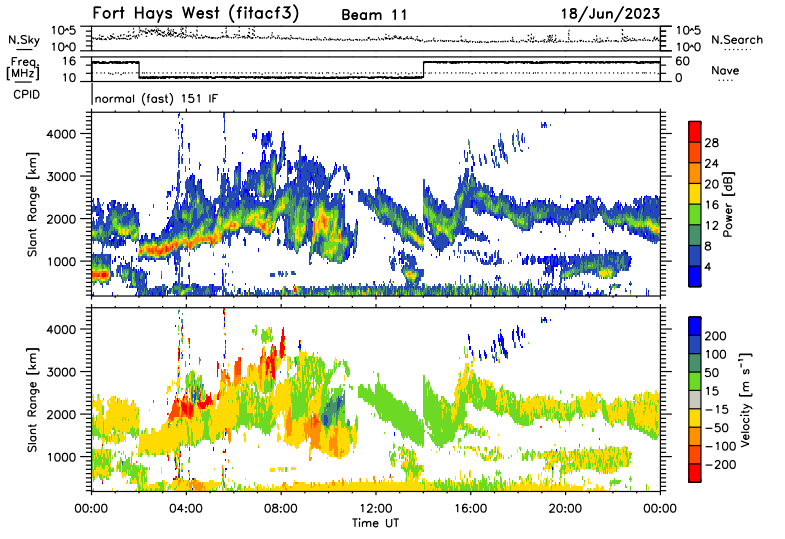 Fort Hays West (fitacf3) Beam 11 18/Jun/2023
N.Sky 10^5 10^0 10^5 10^0 N.Search
Freq. [MHz] 16 10 60 0 Nave
CPID normal (fast) 151 IF
Slant Range [km] 4000 3000 2000 1000
Power [dB] 28 24 20 16 12 8 4
Slant Range [km] 4000 3000 2000 1000
Velocity [m s⁻¹] 200 100 50 15 −15 −50 −100 −200
00:00 04:00 08:00 12:00 16:00 20:00 00:00
Time UT